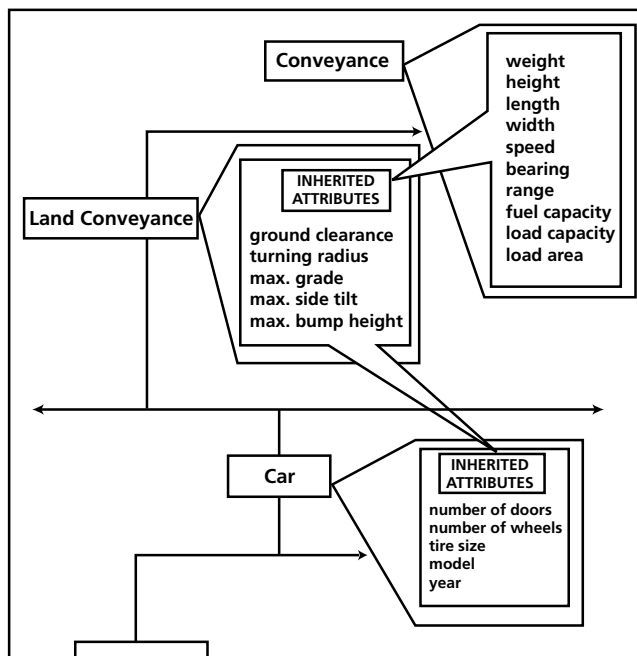 Conveyance
weight
height
length
width
speed
bearing
range
fuel capacity
load capacity
load area
Land Conveyance
INHERITED
ATTRIBUTES
ground clearance
turning radius
max. grade
max. side tilt
max. bump height
Car
INHERITED
ATTRIBUTES
number of doors
number of wheels
tire size
model
year